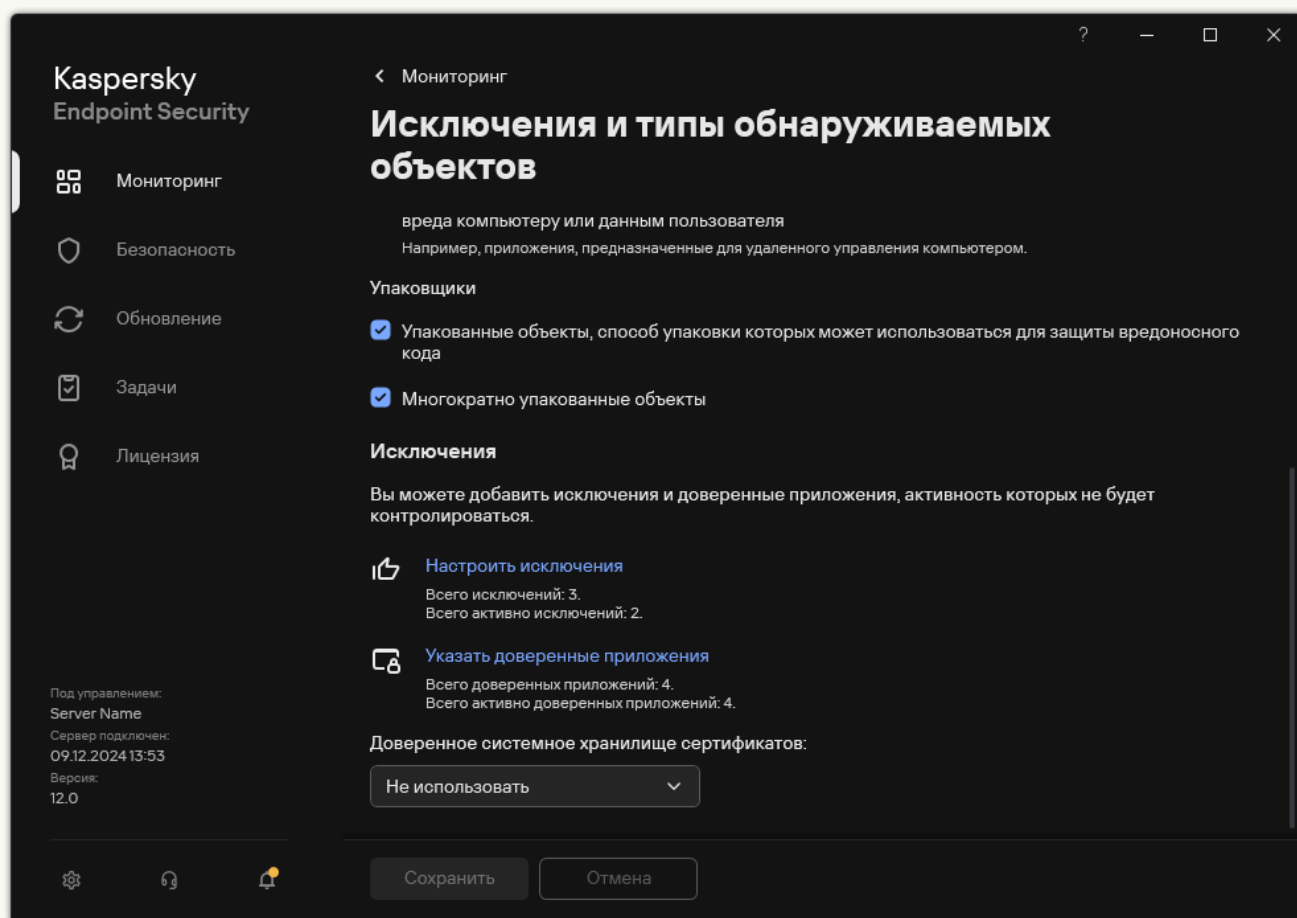 ?
Kaspersky
Endpoint Security
Мониторинг
Безопасность
Обновление
Задачи
Лицензия
Под управлением:
Server Name
Сервер подключен:
09.12.2024 13:53
Версия:
12.0
Мониторинг
Исключения и типы обнаруживаемых
объектов
вреда компьютеру или данным пользователя
Например, приложения, предназначенные для удаленного управления компьютером.
Упаковщики
Упакованные объекты, способ упаковки которых может использоваться для защиты вредоносного
кода
Многократно упакованные объекты
Исключения
Вы можете добавить исключения и доверенные приложения, активность которых не будет
контролироваться.
Настроить исключения
Всего исключений: 3.
Всего активно исключений: 2.
Указать доверенные приложения
Всего доверенных приложений: 4.
Всего активно доверенных приложений: 4.
Доверенное системное хранилище сертификатов:
Не использовать
Сохранить
Отмена